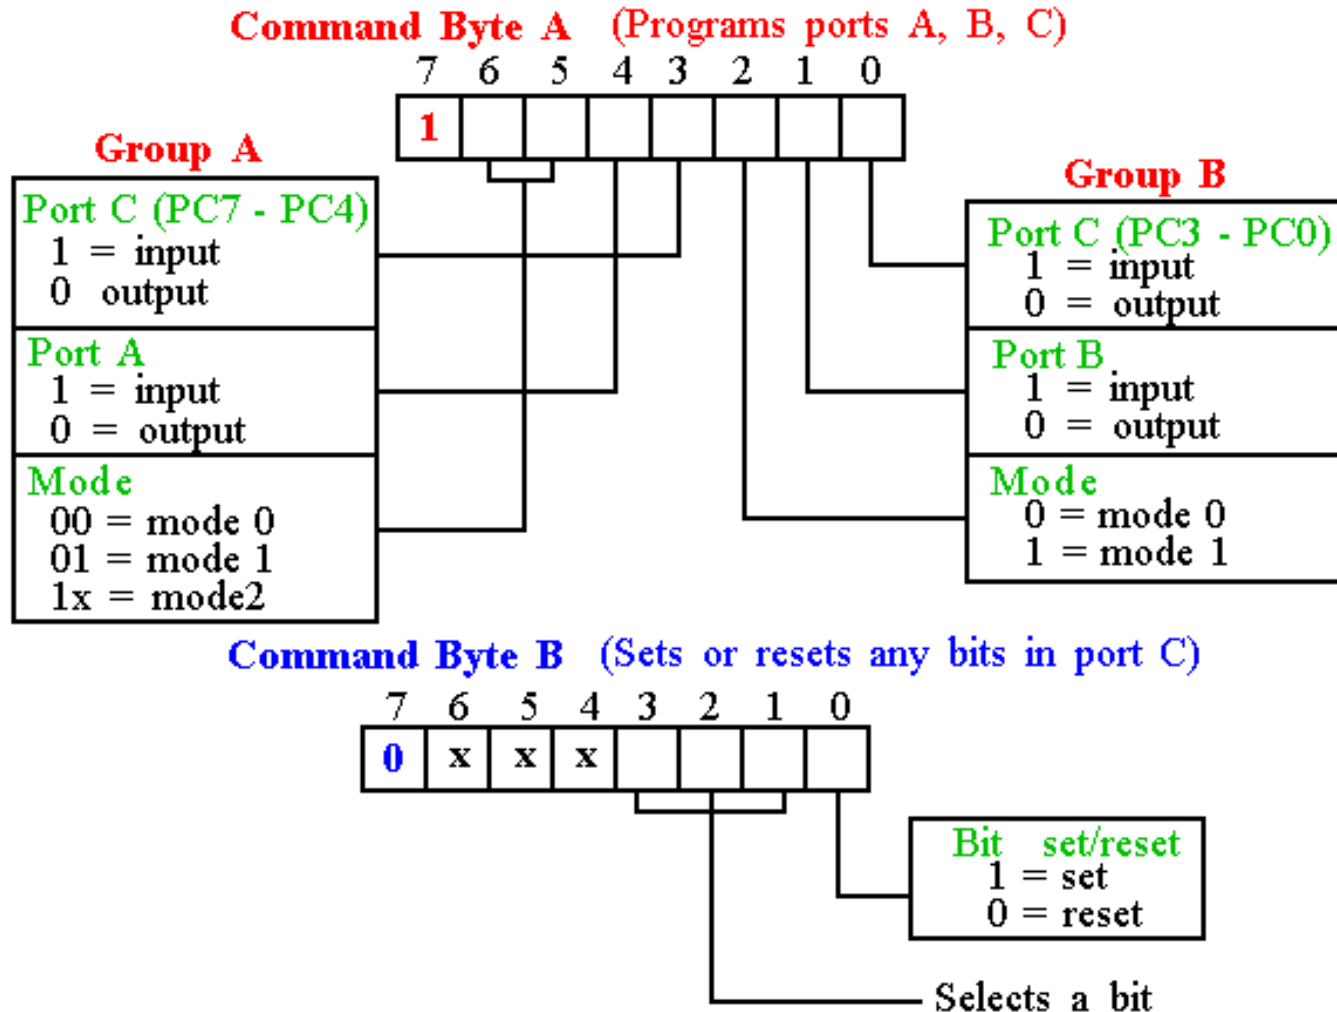 Command Byte A (Programs ports A, B, C)
7 6 5 4 3 2 1 0
1
Group A
Port C (PC7 - PC4)
1 = input
0 output
Port A
1 = input
0 = output
Mode
00 = mode 0
01 = mode 1
1x = mode2
Group B
Port C (PC3 - PC0)
1 = input
0 = output
Port B
1 = input
0 = output
Mode
0 = mode 0
1 = mode 1
Command Byte B (Sets or resets any bits in port C)
7 6 5 4 3 2 1 0
0 x x x
Bit set/reset
1 = set
0 = reset
Selects a bit